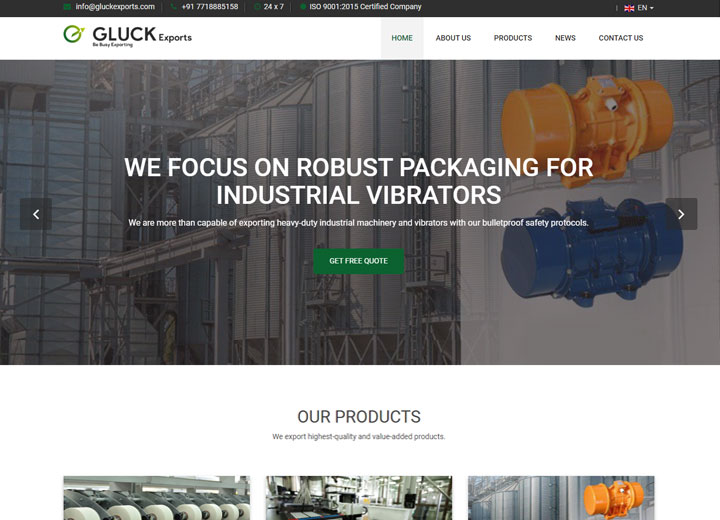 info@gluckexports.com | +91 7718885158 | 24 x 7 | ISO 9001:2015 Certified Company | EN
GLUCK Exports
Be Busy Exporting
HOME ABOUT US PRODUCTS NEWS CONTACT US
WE FOCUS ON ROBUST PACKAGING FOR
INDUSTRIAL VIBRATORS
We are more than capable of exporting heavy-duty industrial machinery and vibrators with our bulletproof safety protocols.
GET FREE QUOTE
OUR PRODUCTS
We export highest-quality and value-added products.